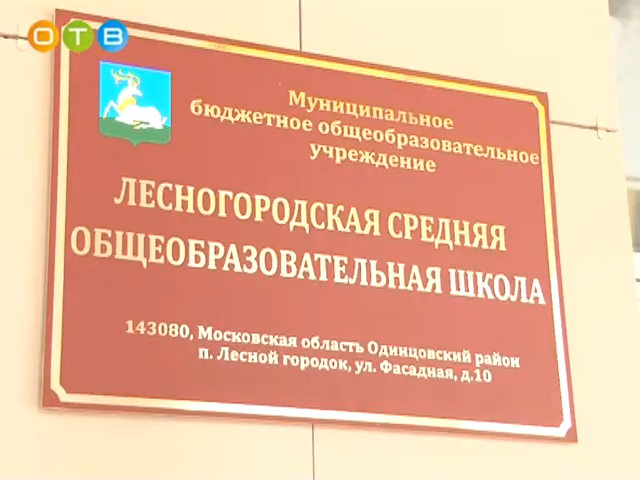 ОТВ
Муниципальное
бюджетное общеобразовательное
учреждение
ЛЕСНОГОРОДСКАЯ СРЕДНЯЯ
ОБЩЕОБРАЗОВАТЕЛЬНАЯ ШКОЛА
143080, Московская область Одинцовский район
п. Лесной городок, ул. Фасадная, д.10